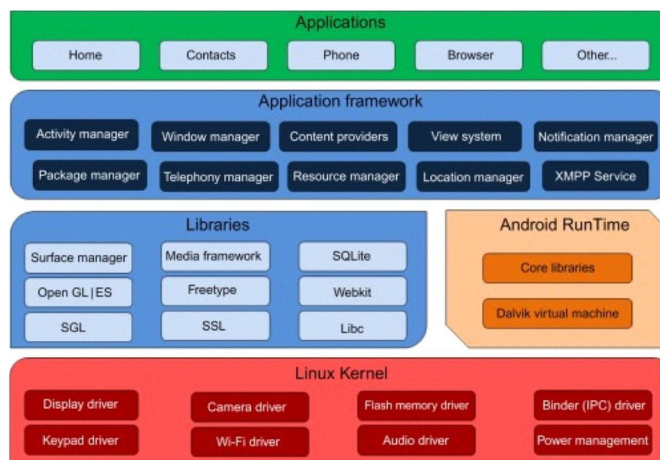 Applications
Home Contacts Phone Browser Other...
Application framework
Activity manager Window manager Content providers View system Notification manager
Package manager Telephony manager Resource manager Location manager XMPP Service
Libraries
Surface manager Media framework SQLite
Open GL|ES Freetype Webkit
SGL SSL Libc
Android RunTime
Core libraries
Dalvik virtual machine
Linux Kernel
Display driver Camera driver Flash memory driver Binder (IPC) driver
Keypad driver Wi-Fi driver Audio driver Power management